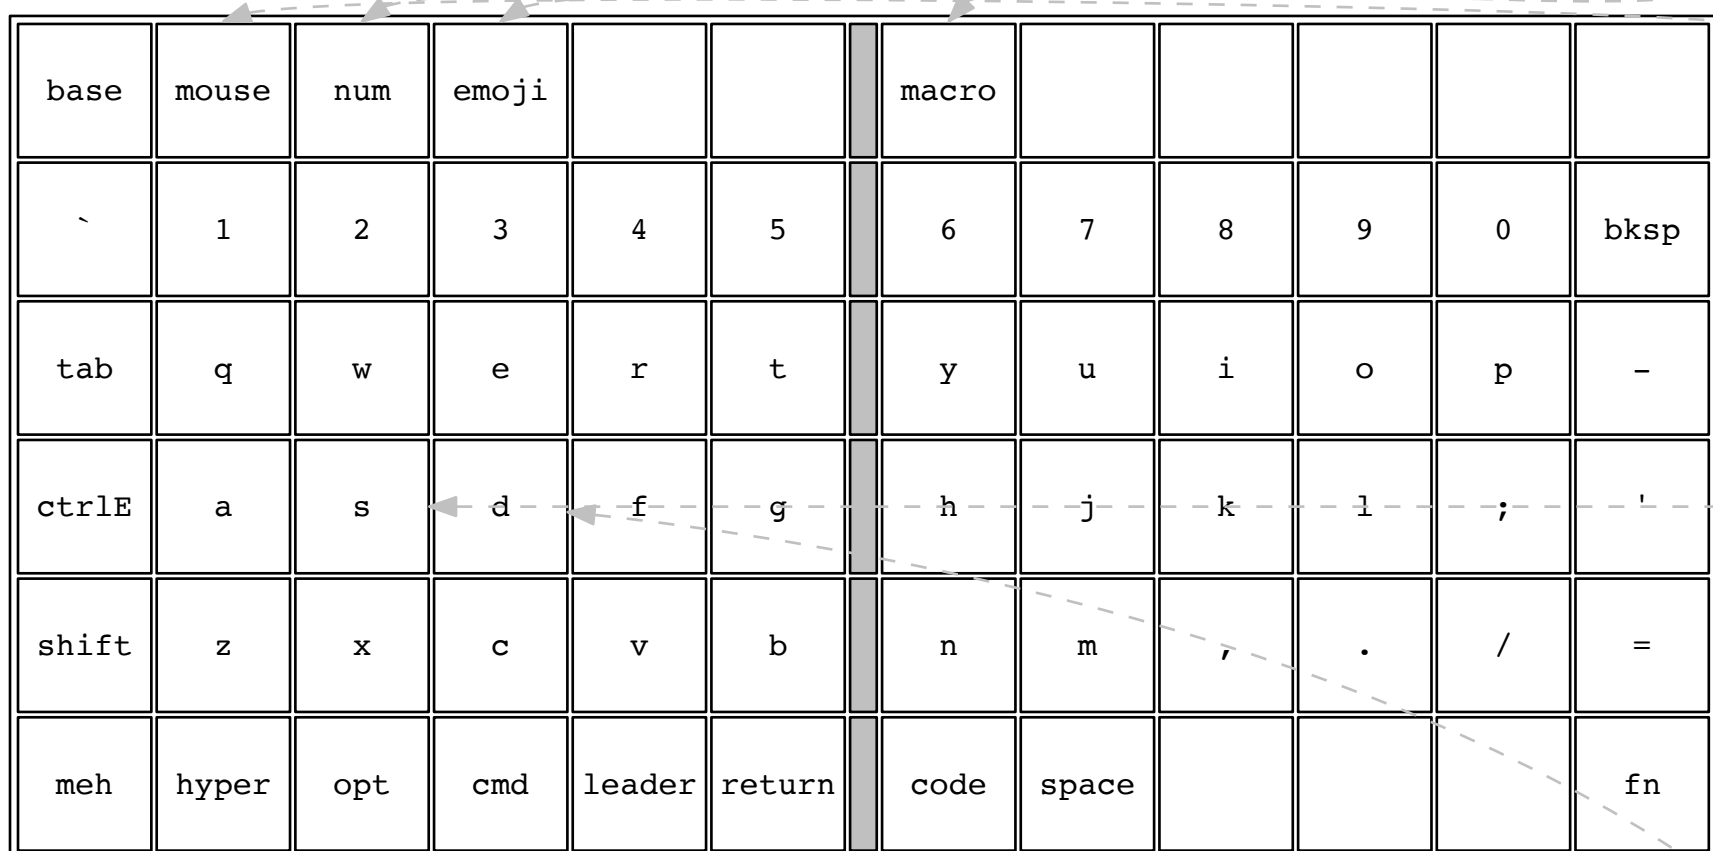 base mouse num emoji macro
` 1 2 3 4 5 6 7 8 9 0 bksp
tab q w e r t y u i o p -
ctrlE a s d f g h j k l ; '
shift z x c v b n m , . / =
meh hyper opt cmd leader return code space fn